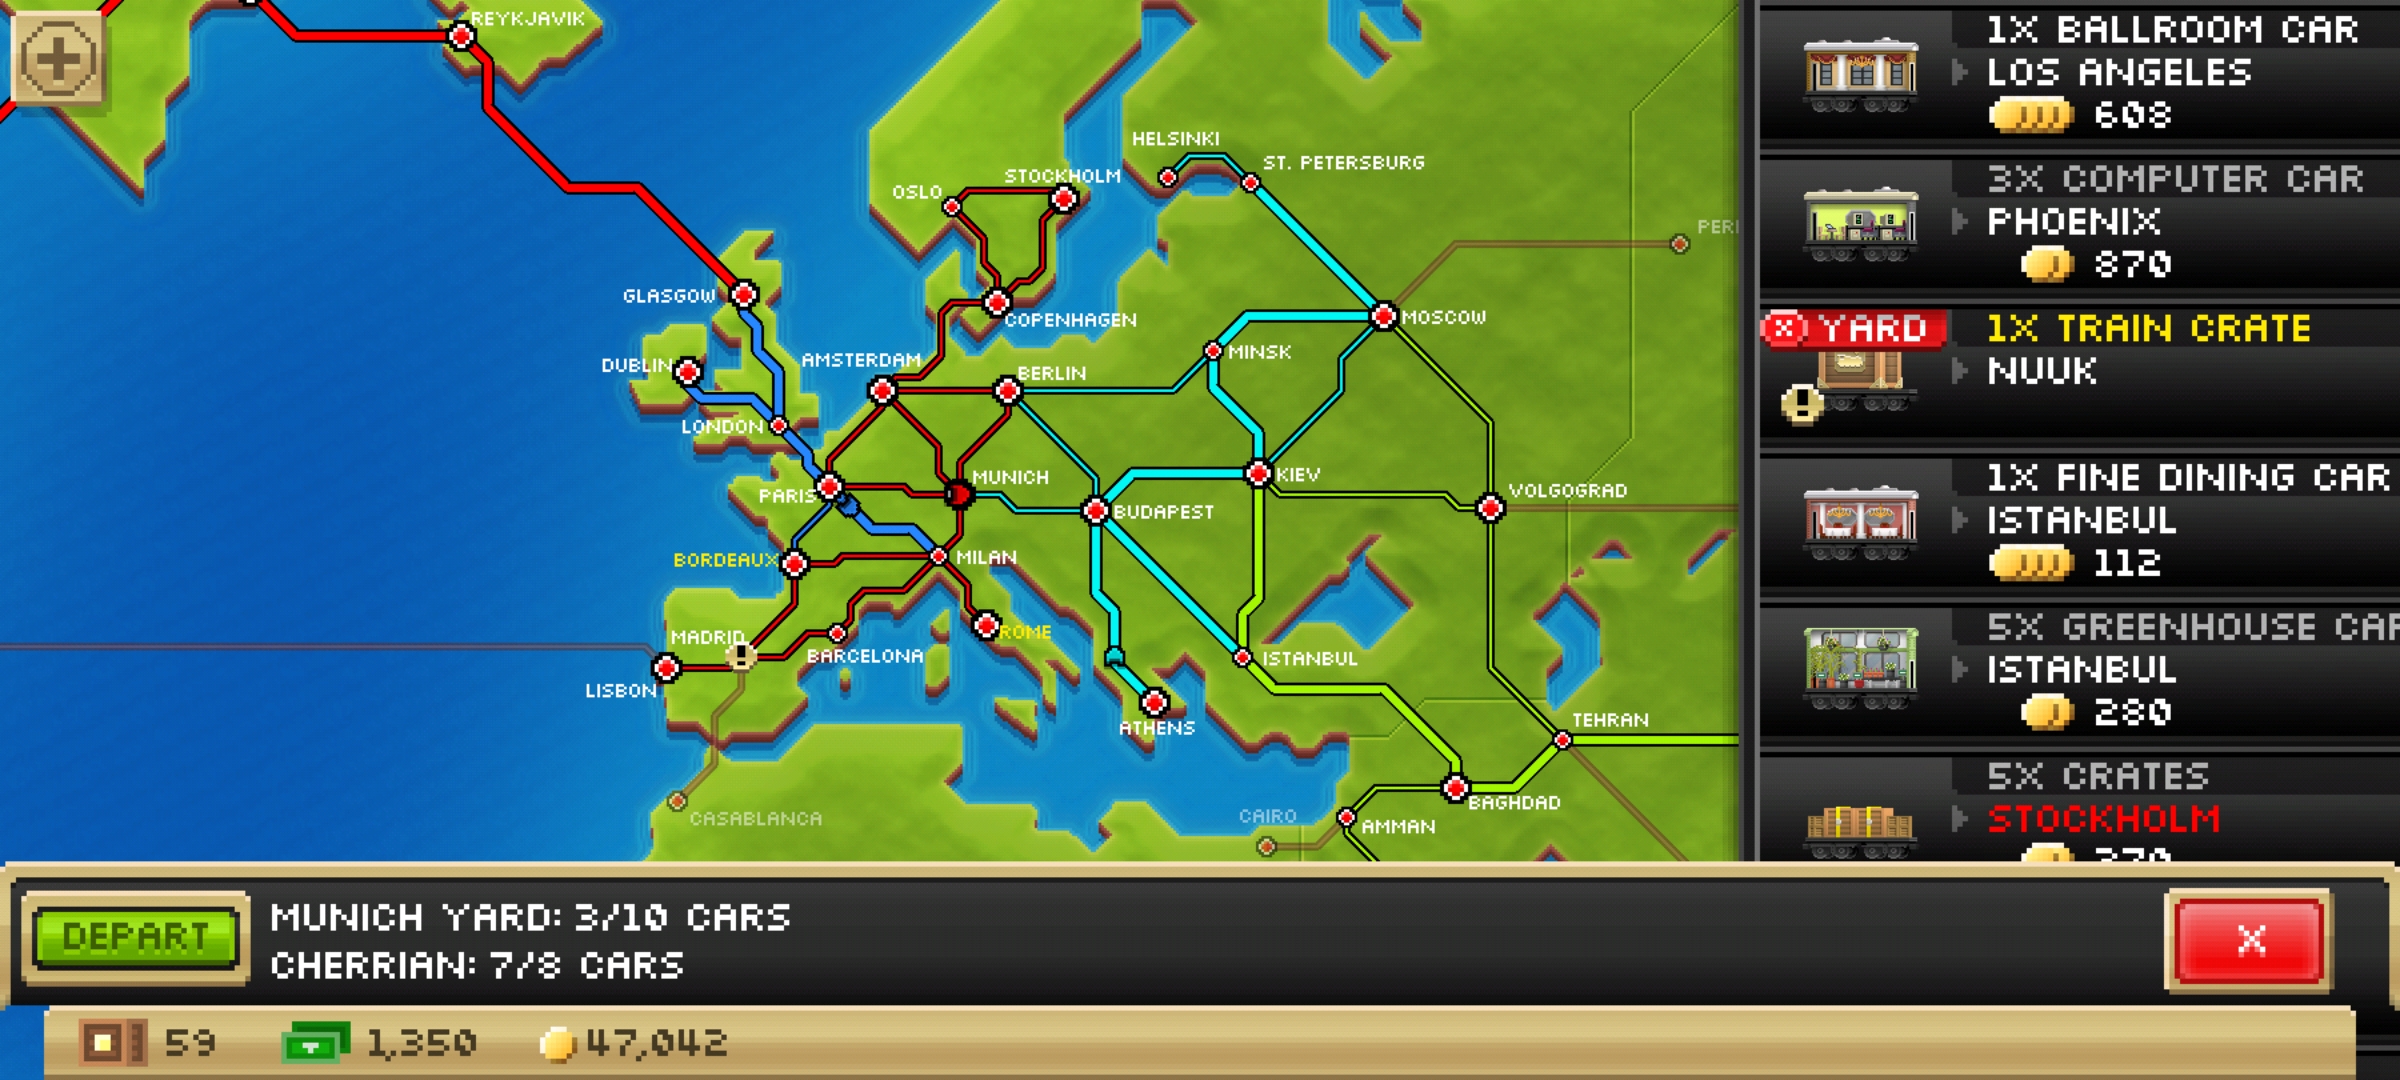 REYKJAVIK
HELSINKI
ST. PETERSBURG
STOCKHOLM
OSLO
GLASGOW
COPENHAGEN
MOSCOW
DUBLIN
AMSTERDAM
BERLIN
MINSK
LONDON
PARIS
MUNICH
KIEV
VOLGOGRAD
BUDAPEST
BORDEAUX
MILAN
MADRID
ROME
BARCELONA
ISTANBUL
LISBON
ATHENS
TEHRAN
CASABLANCA
CAIRO
BAGHDAD
AMMAN
1X BALLROOM CAR
LOS ANGELES
608
3X COMPUTER CAR
PHOENIX
870
YARD
1X TRAIN CRATE
NUUK
1X FINE DINING CAR
ISTANBUL
112
5X GREENHOUSE CAR
ISTANBUL
280
5X CRATES
STOCKHOLM
DEPART
MUNICH YARD: 3/10 CARS
CHERRIAN: 7/8 CARS
X
59
1,350
47,042